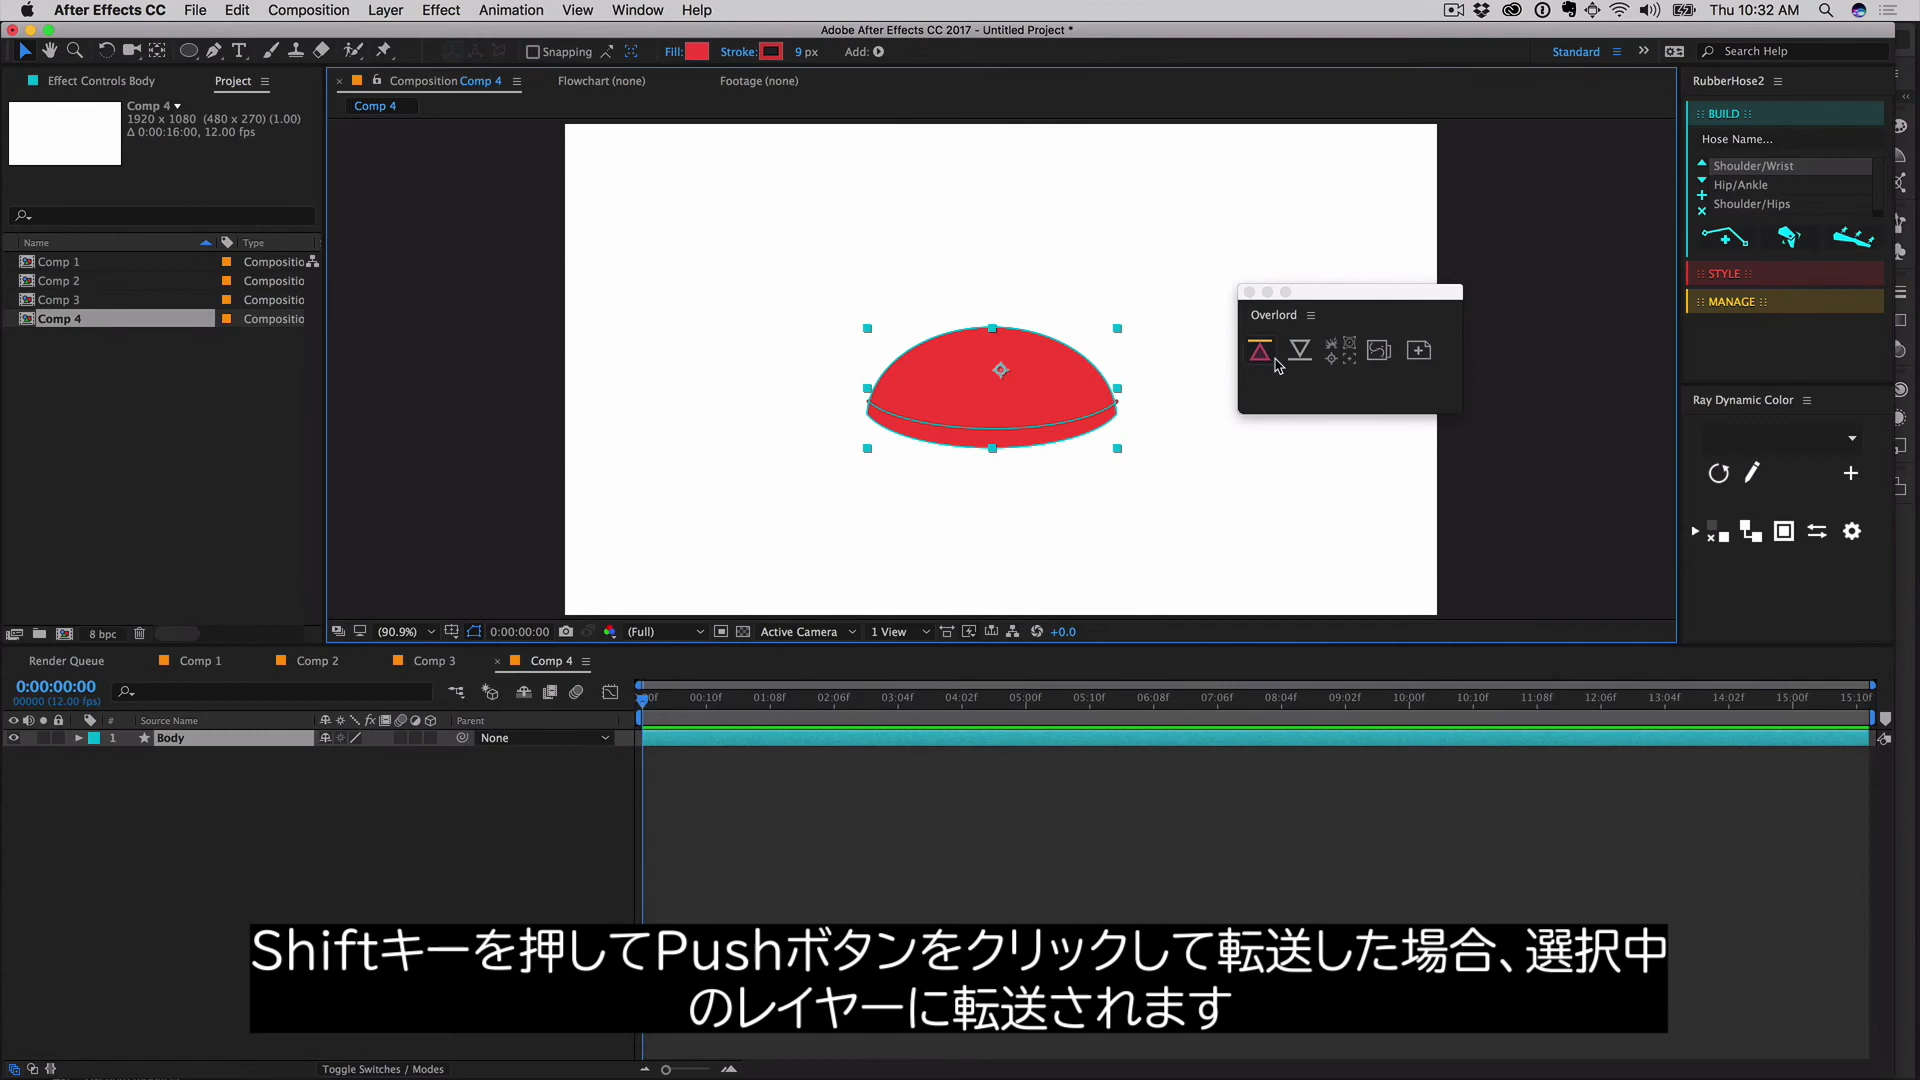 After Effects CC File Edit Composition Layer Effect Animation View Window Help Thu 10:32 AM
Adobe After Effects CC 2017 - Untitled Project *
Snapping Fill: Stroke: 9 px Add: Standard Search Help
Effect Controls Body Project Composition Comp 4 Flowchart (none) Footage (none) RubberHose2
Comp 4
1920 x 1080 (480 x 270) (1.00)
Δ 0:00:16:00, 12.00 fps
Comp 4
:: BUILD ::
Hose Name...
Shoulder/Wrist
Hip/Ankle
Shoulder/Hips
:: STYLE ::
:: MANAGE ::
Name Type
Comp 1 Compositio
Comp 2 Compositio
Comp 3 Compositio
Comp 4 Compositio
Overlord
Ray Dynamic Color
8 bpc (90.9%) 0:00:00:00 (Full) Active Camera 1 View +0.0
Render Queue Comp 1 Comp 2 Comp 3 Comp 4
0:00:00:00
00000 (12.00 fps)
00f 00:10f 01:08f 02:06f 03:04f 04:02f 05:00f 05:10f 06:08f 07:06f 08:04f 09:02f 10:00f 10:10f 11:08f 12:06f 13:04f 14:02f 15:00f 15:10f
# Source Name Parent
1 Body None
Shiftキーを押してPushボタンをクリックして転送した場合、選択中
のレイヤーに転送されます
Toggle Switches / Modes